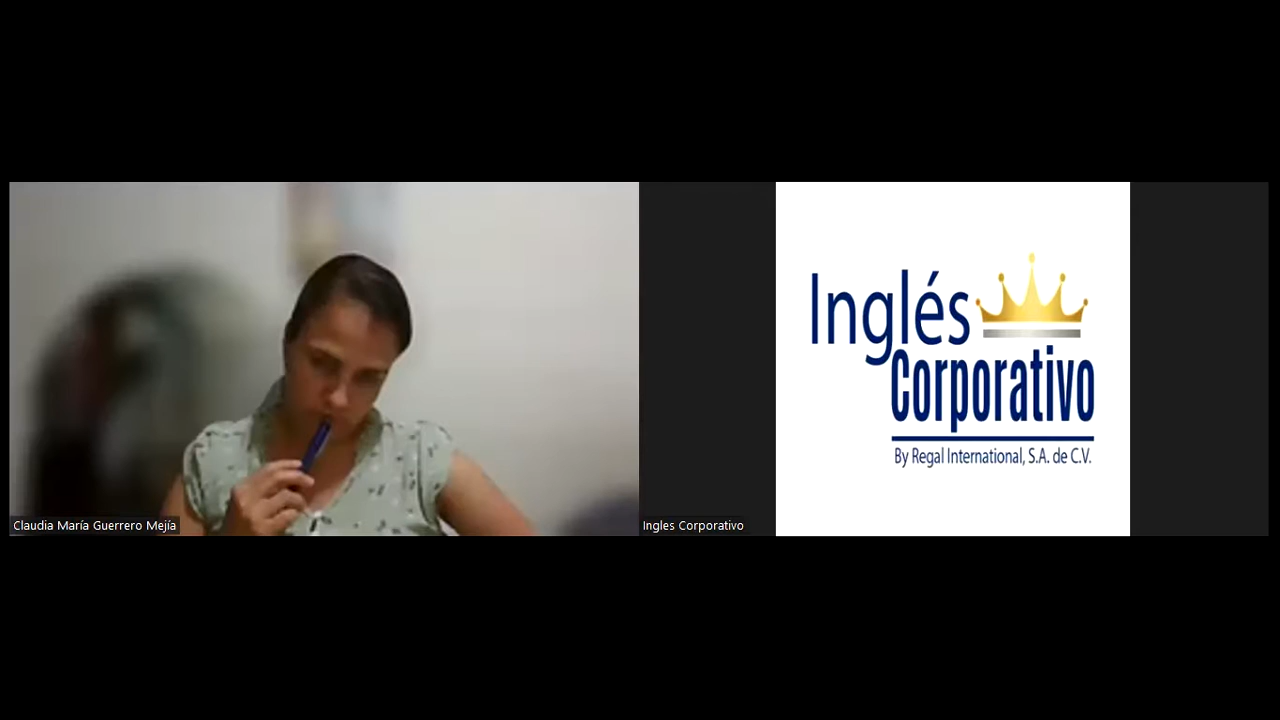 Inglés
Corporativo
By Regal International, S.A. de C.V.
Claudia María Guerrero Mejía
Ingles Corporativo